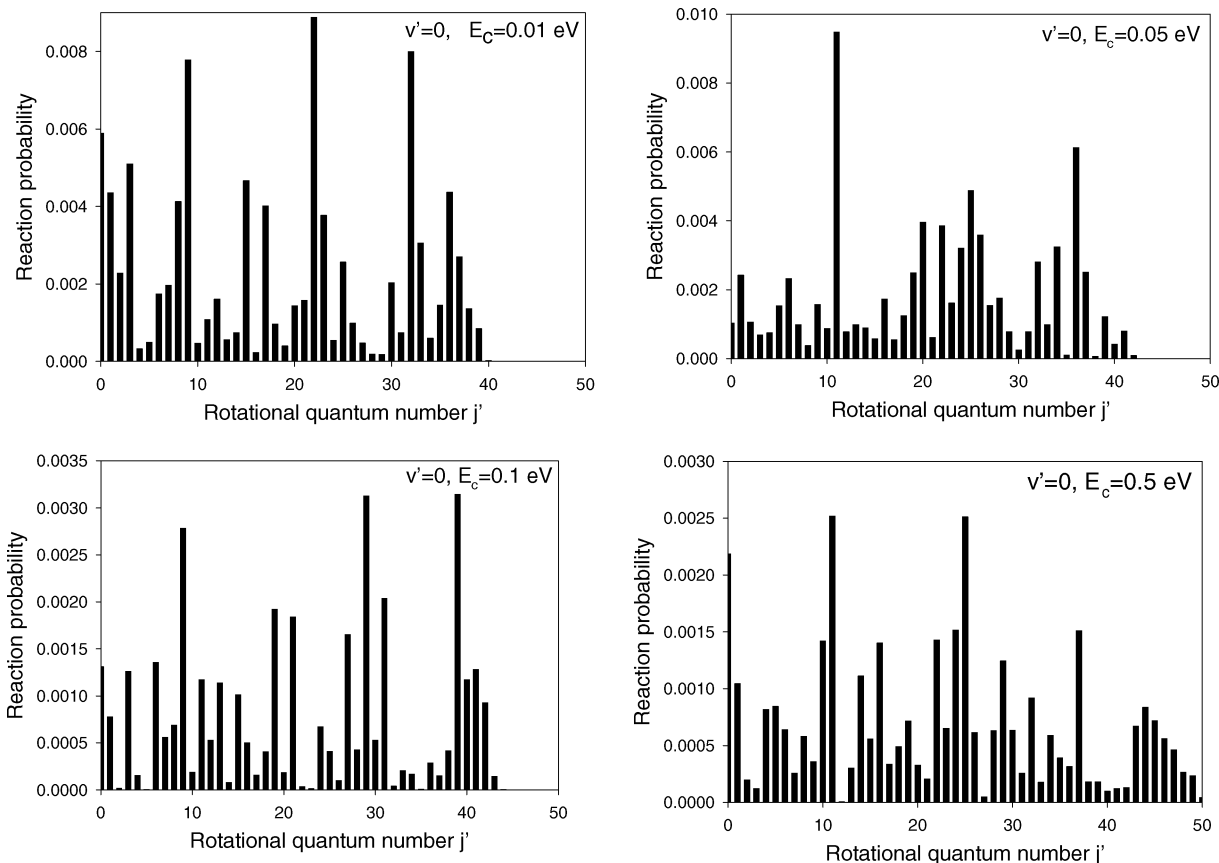 v'=0, E_C=0.01 eV
0.008
0.006
0.004
0.002
0.000
Reaction probability
0 10 20 30 40 50
Rotational quantum number j'
v'=0, E_c=0.05 eV
0.010
0.008
0.006
0.004
0.002
0.000
Reaction probability
0 10 20 30 40 50
Rotational quantum number j'
v'=0, E_c=0.1 eV
0.0035
0.0030
0.0025
0.0020
0.0015
0.0010
0.0005
0.0000
Reaction probability
0 10 20 30 40 50
Rotational quantum number j'
v'=0, E_c=0.5 eV
0.0030
0.0025
0.0020
0.0015
0.0010
0.0005
0.0000
Reaction probability
0 10 20 30 40 50
Rotational quantum number j'